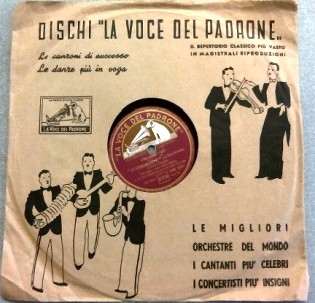 DISCHI "LA VOCE DEL PADRONE„
Le canzoni di successo
Le danze più in voga
IL REPERTORIO CLASSICO PIÙ VASTO
IN MAGISTRALI RIPRODUZIONI
LA VOCE DEL PADRONE
"LA VOCE DEL PADRONE"
LE MIGLIORI
ORCHESTRE DEL MONDO
I CANTANTI PIU' CELEBRI
I CONCERTISTI PIU' INSIGNI